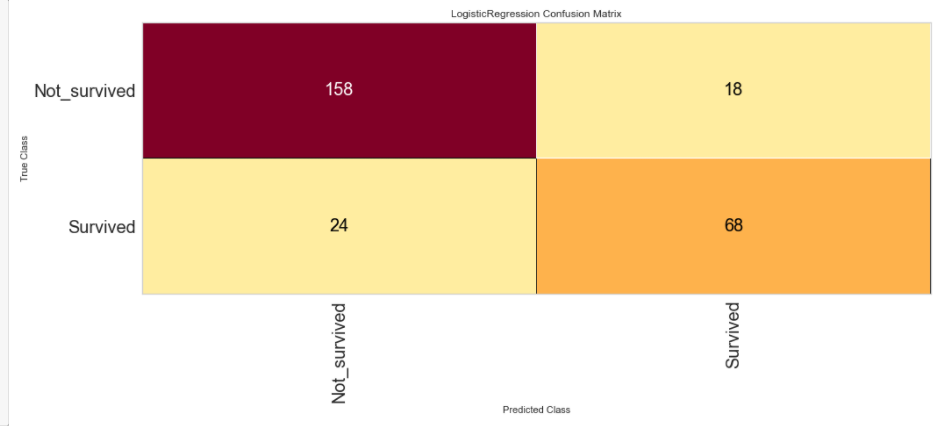 LogisticRegression Confusion Matrix
Not_survived
158
18
True Class
Survived
24
68
Not_survived
Survived
Predicted Class